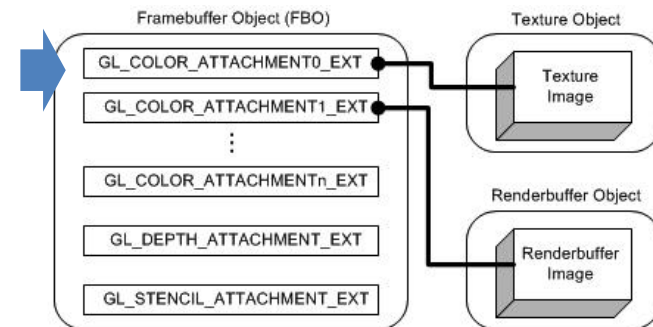 Framebuffer Object (FBO)
GL_COLOR_ATTACHMENT0_EXT
GL_COLOR_ATTACHMENT1_EXT
⋮
GL_COLOR_ATTACHMENTn_EXT
GL_DEPTH_ATTACHMENT_EXT
GL_STENCIL_ATTACHMENT_EXT
Texture Object
Texture
Image
Renderbuffer Object
Renderbuffer
Image